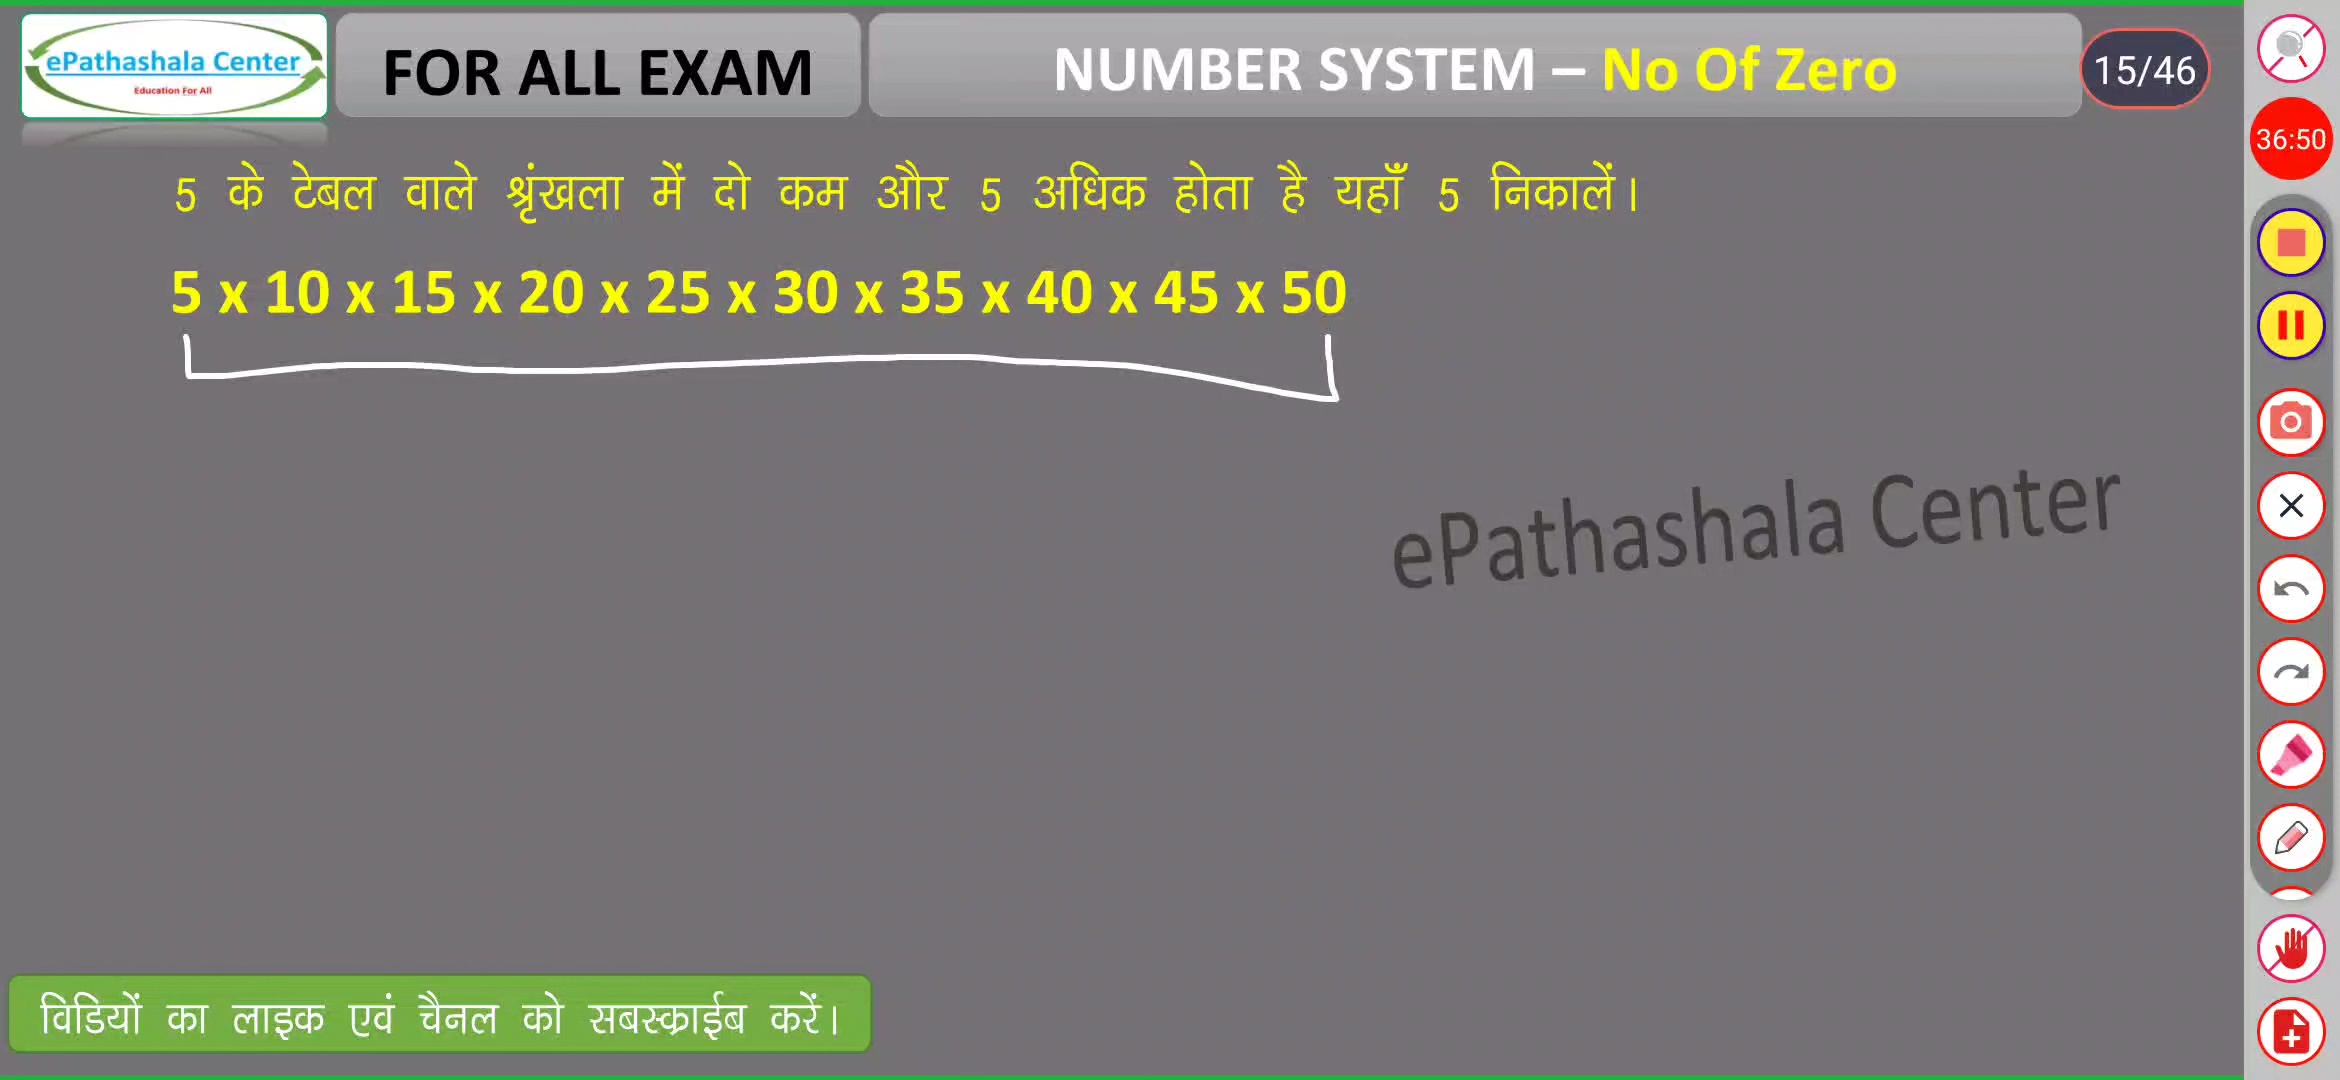 ePathashala Center
Education For All
FOR ALL EXAM
NUMBER SYSTEM – No Of Zero
15/46
36:50
5 के टेबल वाले श्रृंखला में दो कम और 5 अधिक होता है यहाँ 5 निकालें।
5 x 10 x 15 x 20 x 25 x 30 x 35 x 40 x 45 x 50
ePathashala Center
विडियों का लाइक एवं चैनल को सबस्क्राईब करें।